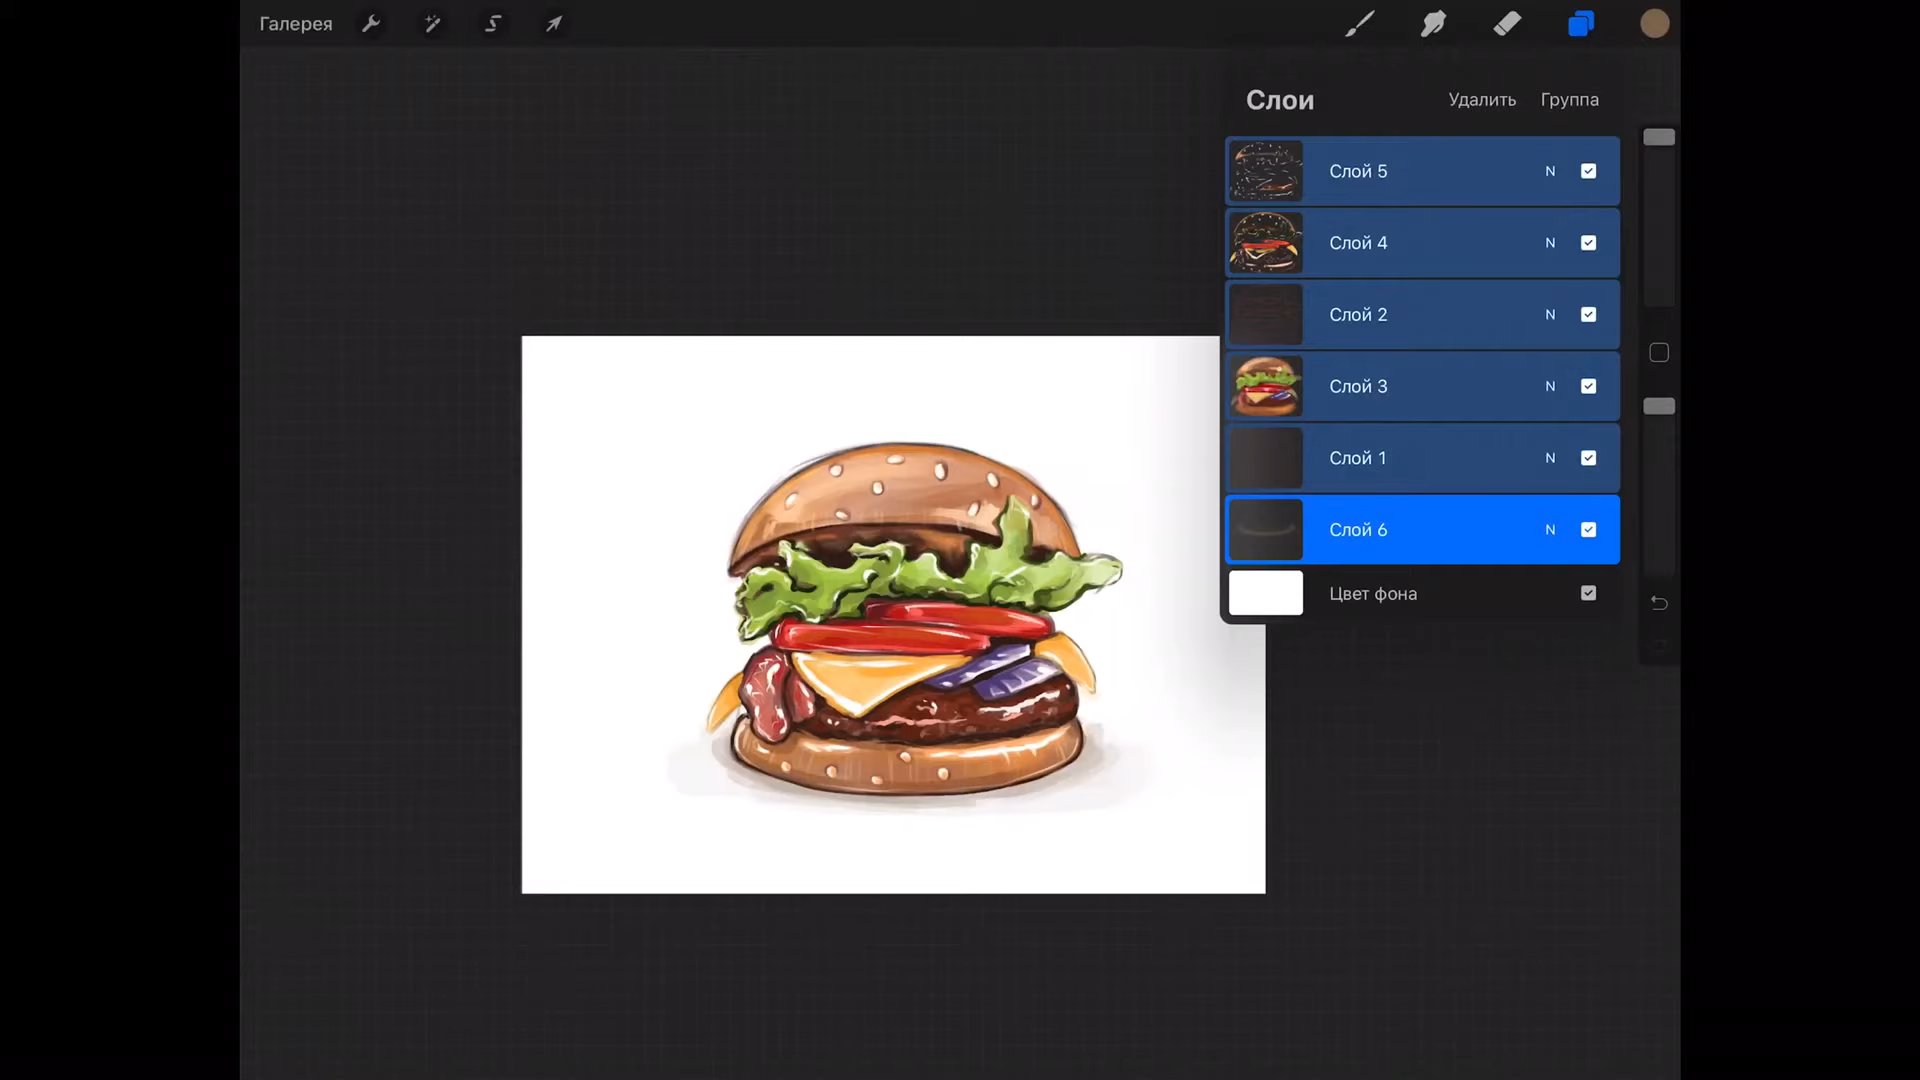 Галерея
Слои
Удалить
Группа
Слой 5 N
Слой 4 N
Слой 2 N
Слой 3 N
Слой 1 N
Слой 6 N
Цвет фона